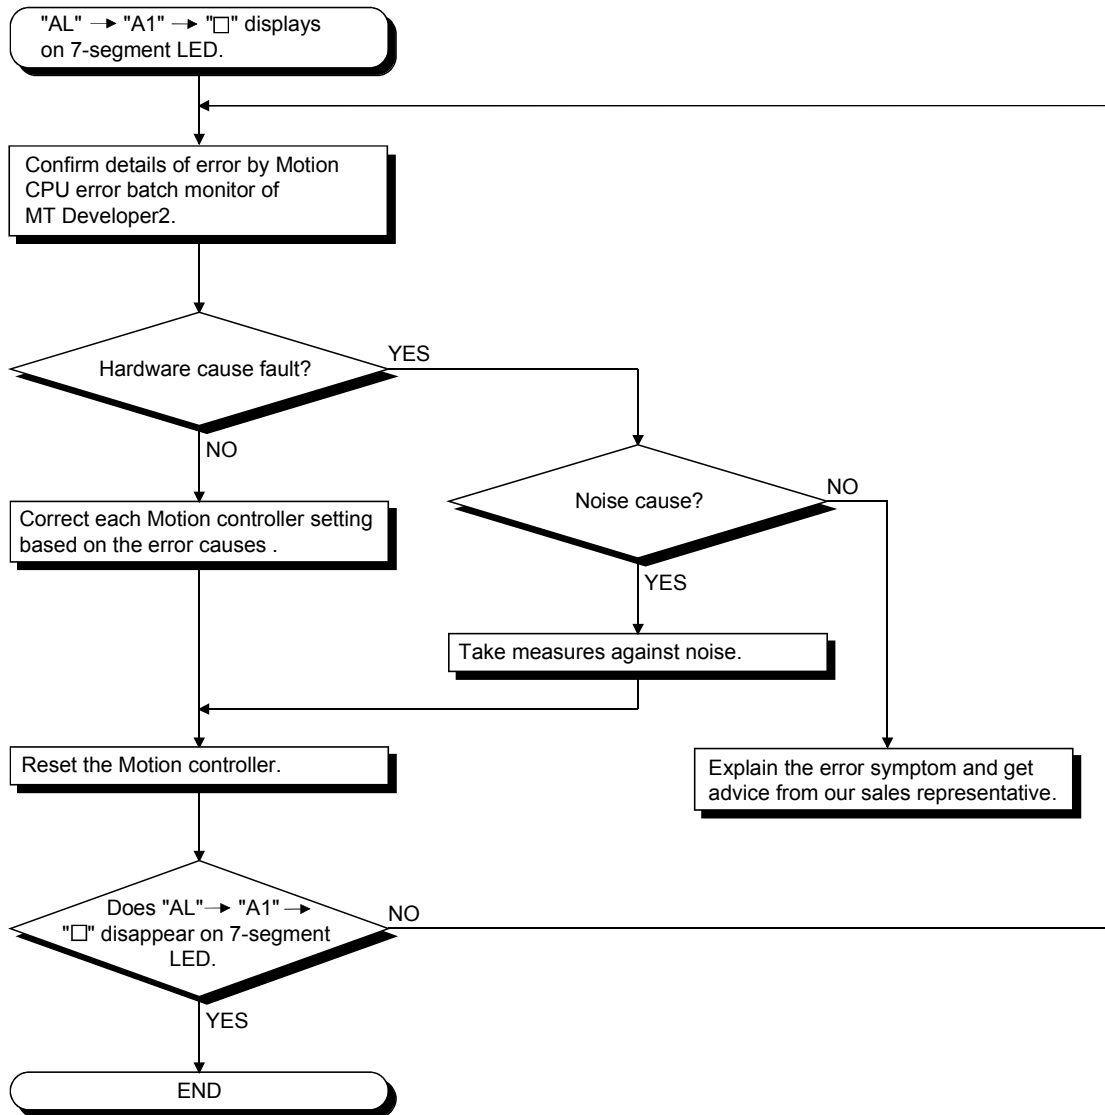 "AL" → "A1" → "□" displays
on 7-segment LED.
Confirm details of error by Motion
CPU error batch monitor of
MT Developer2.
Hardware cause fault?
YES
NO
Noise cause?
NO
Correct each Motion controller setting
based on the error causes .
YES
Take measures against noise.
Reset the Motion controller.
Explain the error symptom and get
advice from our sales representative.
Does "AL"→ "A1" →
"□" disappear on 7-segment
LED.
NO
YES
END